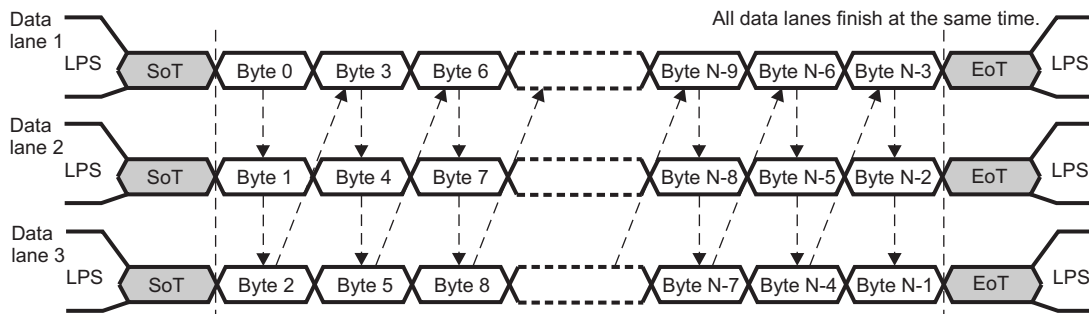 All data lanes finish at the same time.
Data
lane 1
LPS
SoT
Byte 0
Byte 3
Byte 6
Byte N-9
Byte N-6
Byte N-3
EoT
LPS
Data
lane 2
LPS
SoT
Byte 1
Byte 4
Byte 7
Byte N-8
Byte N-5
Byte N-2
EoT
LPS
Data
lane 3
LPS
SoT
Byte 2
Byte 5
Byte 8
Byte N-7
Byte N-4
Byte N-1
EoT
LPS